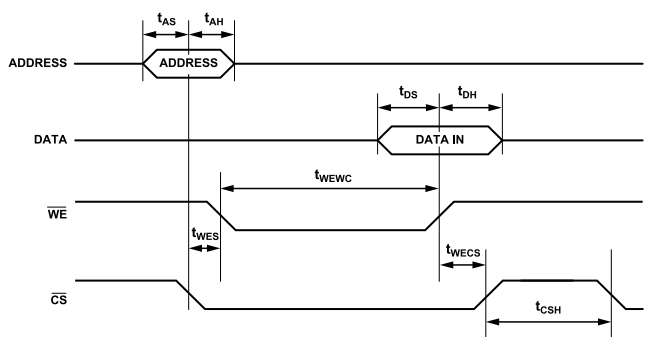 tAS tAH
ADDRESS ADDRESS
tDS tDH
DATA DATA IN
tWEWC
WE
tWES
tWECS
CS
tCSH